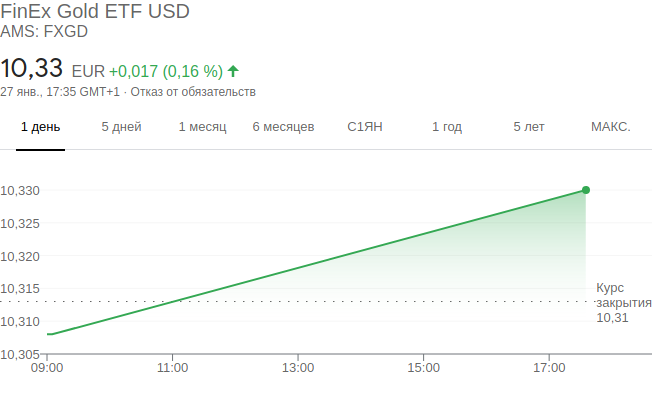 FinEx Gold ETF USD
AMS: FXGD
10,33 EUR +0,017 (0,16 %)
27 янв., 17:35 GMT+1 · Отказ от обязательств
1 день 5 дней 1 месяц 6 месяцев С1ЯН 1 год 5 лет МАКС.
10,330
10,325
10,320
10,315
Курс
закрытия
10,31
10,310
10,305
09:00 11:00 13:00 15:00 17:00